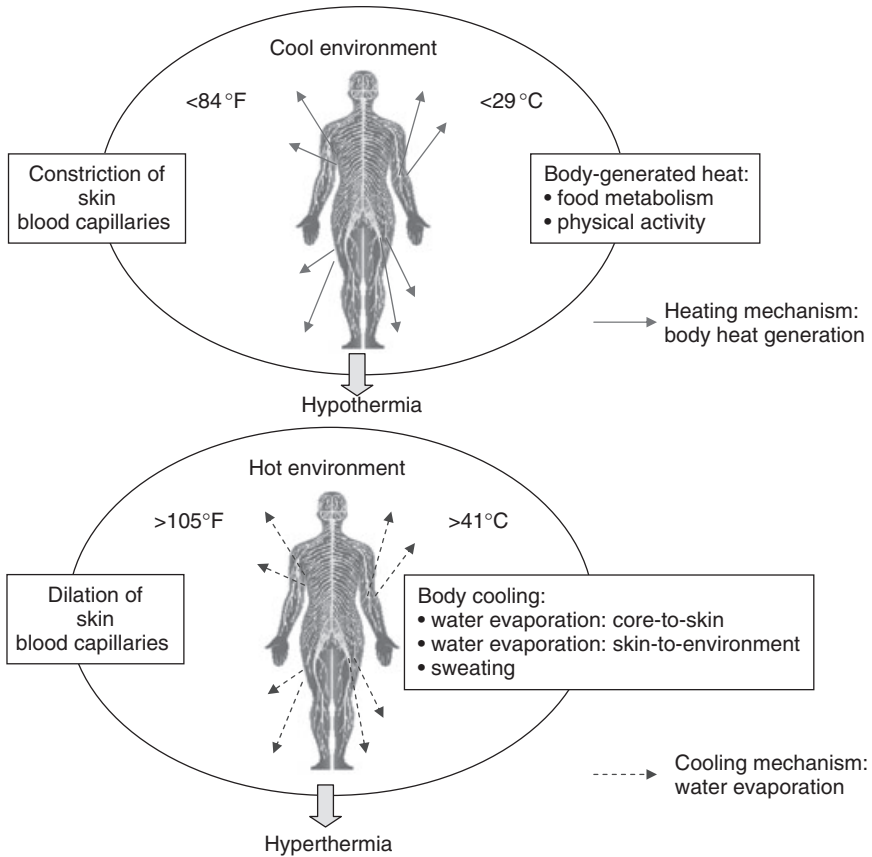 Cool environment
<84 °F
<29 °C
Constriction of
skin
blood capillaries
Body-generated heat:
• food metabolism
• physical activity
Heating mechanism:
body heat generation
Hypothermia
Hot environment
>105°F
>41°C
Dilation of
skin
blood capillaries
Body cooling:
• water evaporation: core-to-skin
• water evaporation: skin-to-environment
• sweating
Cooling mechanism:
water evaporation
Hyperthermia